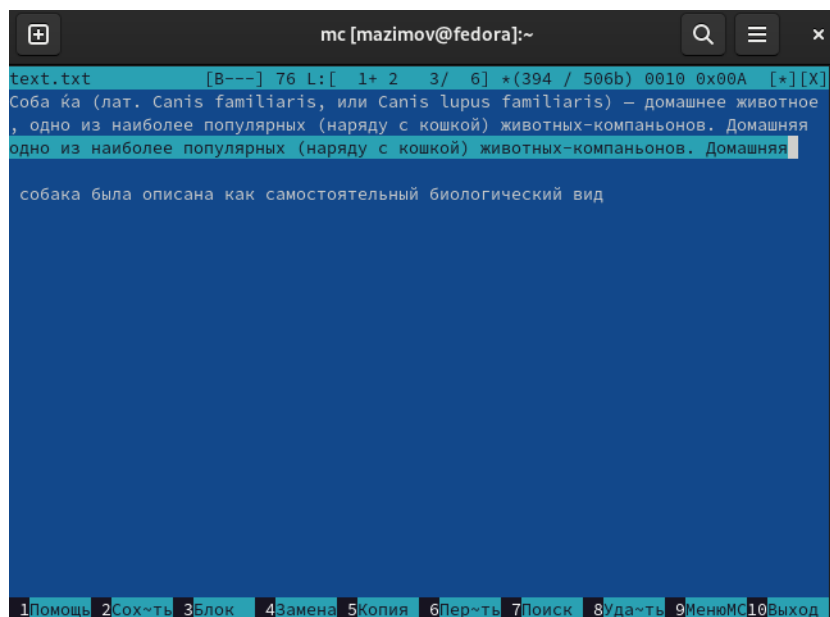 mc [mazimov@fedora]:~
text.txt [B---] 76 L:[ 1+ 2 3/ 6] *(394 / 506b) 0010 0x00A [*][X]
Соба ́ка (лат. Canis familiaris, или Canis lupus familiaris) — домашнее животное
, одно из наиболее популярных (наряду с кошкой) животных-компаньонов. Домашняя
одно из наиболее популярных (наряду с кошкой) животных-компаньонов. Домашняя
собака была описана как самостоятельный биологический вид
1Помощь 2Сох~ть 3Блок 4Замена 5Копия 6Пер~ть 7Поиск 8Уда~ть 9МенюMC 10Выход